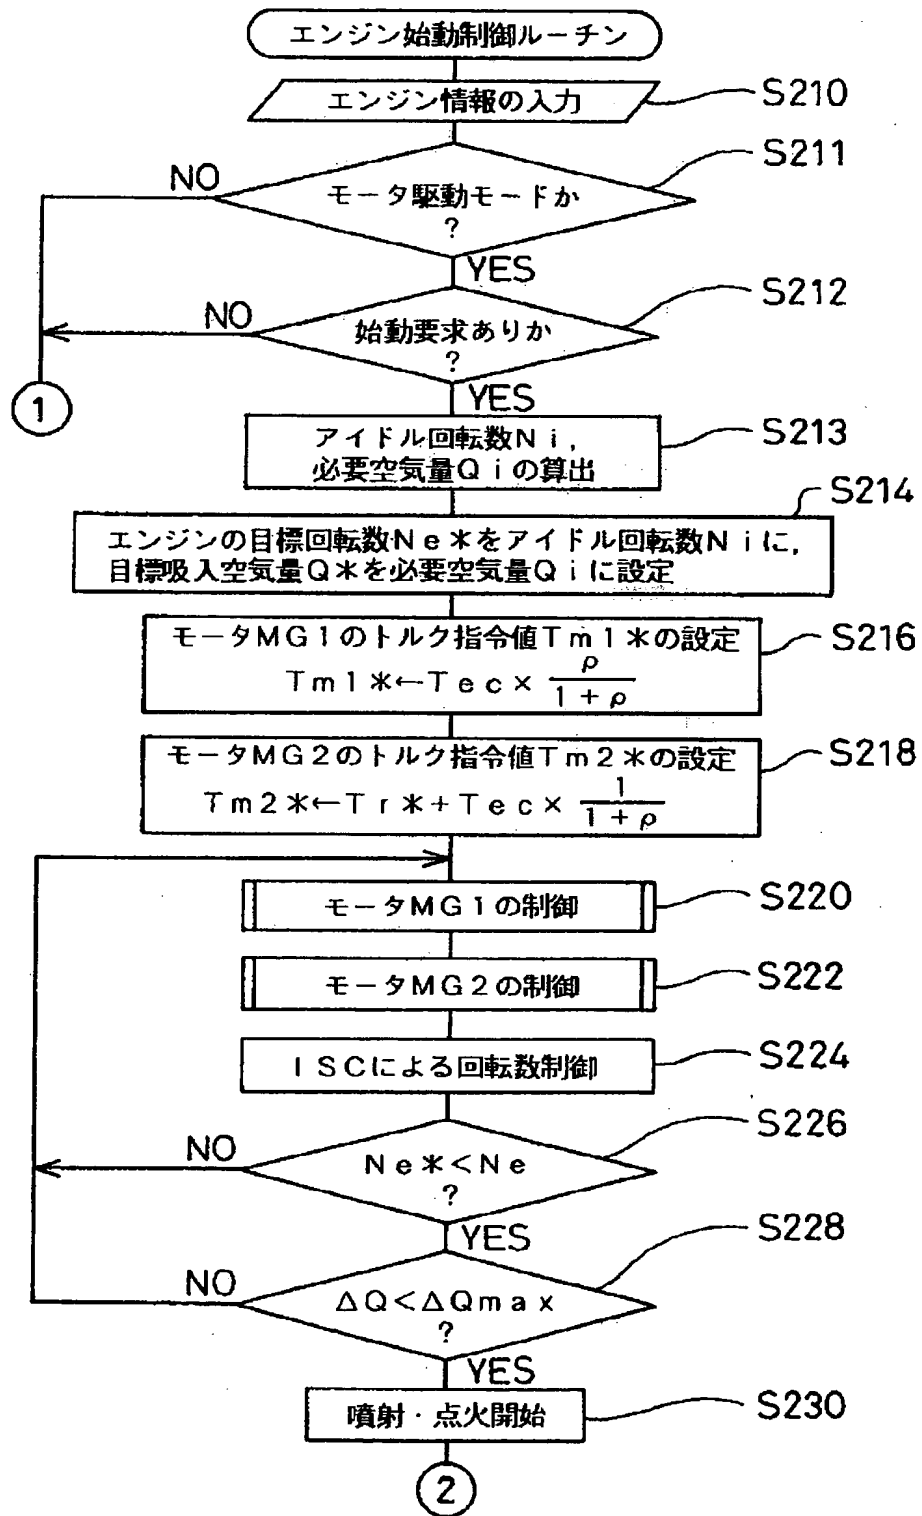 エンジン始動制御ルーチン
エンジン情報の入力
S210
S211
モータ駆動モードか
?
NO
YES
S212
始動要求ありか
?
NO
YES
1
アイドル回転数Ni,
必要空気量Qiの算出
S213
S214
エンジンの目標回転数Ne*をアイドル回転数Niに,
目標吸入空気量Q*を必要空気量Qiに設定
モータMG1のトルク指令値Tm1*の設定
Tm1*←Tec× ρ/1+ρ
S216
モータMG2のトルク指令値Tm2*の設定
Tm2*←Tr*+Tec× 1/1+ρ
S218
モータMG1の制御
S220
モータMG2の制御
S222
ISCによる回転数制御
S224
S226
Ne*<Ne
?
NO
YES
S228
ΔQ<ΔQmax
?
NO
YES
噴射・点火開始
S230
2